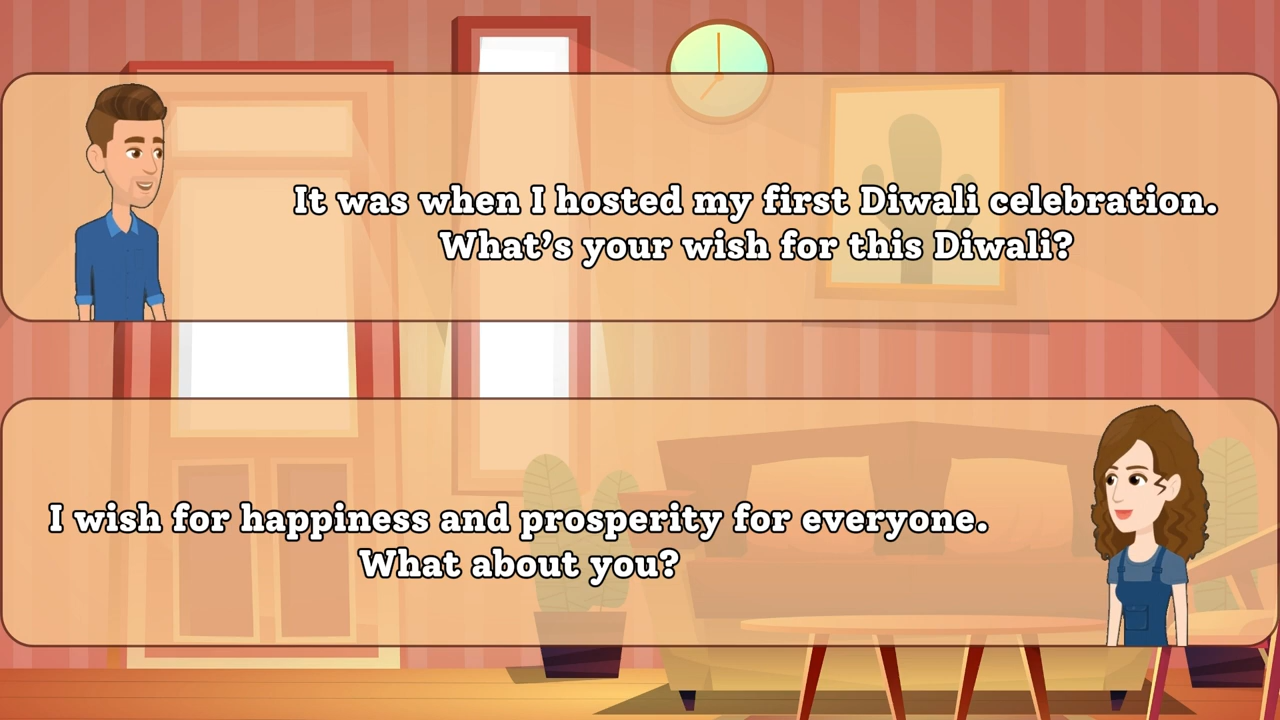 It was when I hosted my first Diwali celebration.
What’s your wish for this Diwali?
I wish for happiness and prosperity for everyone.
What about you?